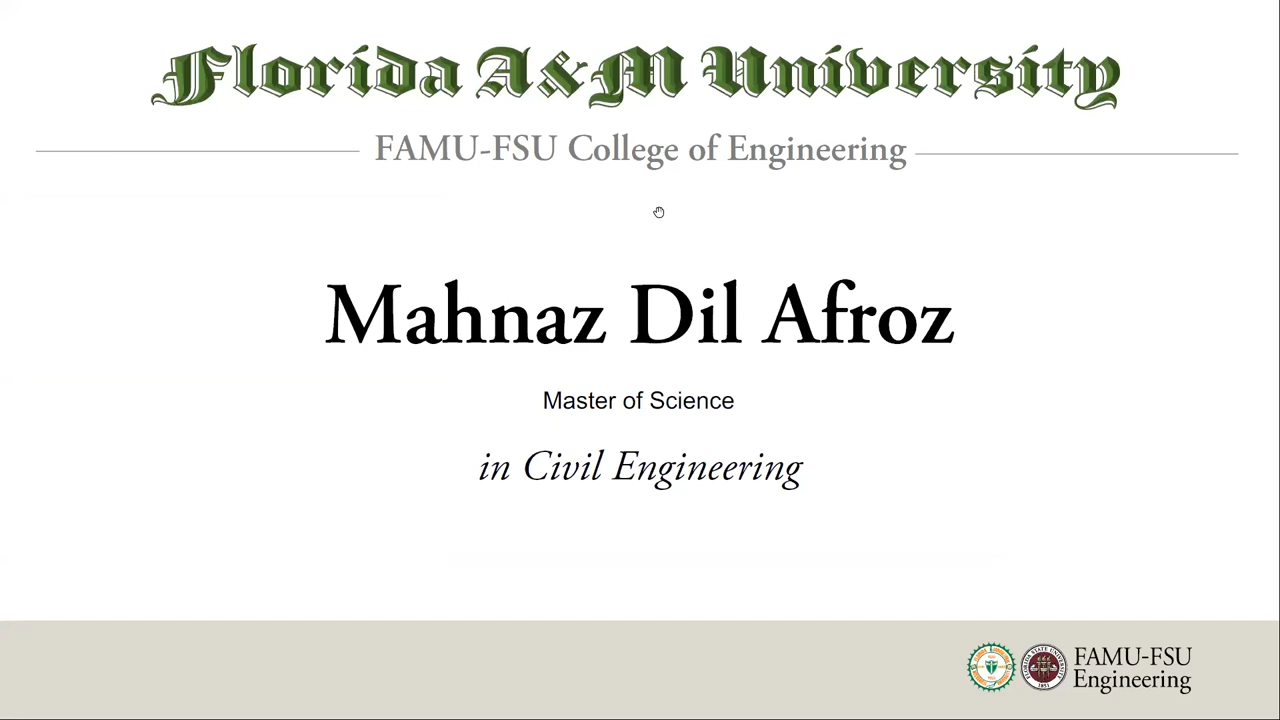 Florida A&M University
FAMU-FSU College of Engineering
Mahnaz Dil Afroz
Master of Science
in Civil Engineering
FAMU-FSU
Engineering